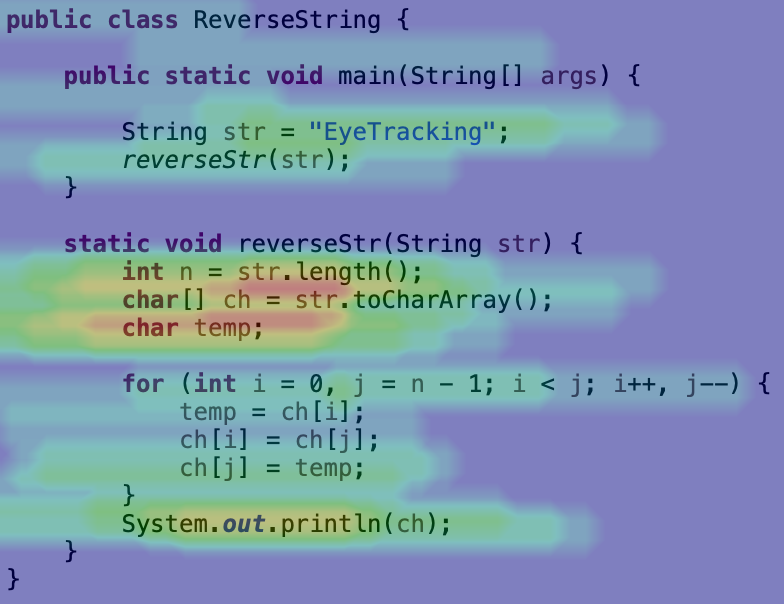 public class ReverseString {
    public static void main(String[] args) {
        String str = "EyeTracking";
        reverseStr(str);
    }
    static void reverseStr(String str) {
        int n = str.length();
        char[] ch = str.toCharArray();
        char temp;
        for (int i = 0, j = n - 1; i < j; i++, j--) {
            temp = ch[i];
            ch[i] = ch[j];
            ch[j] = temp;
        }
        System.out.println(ch);
    }
}